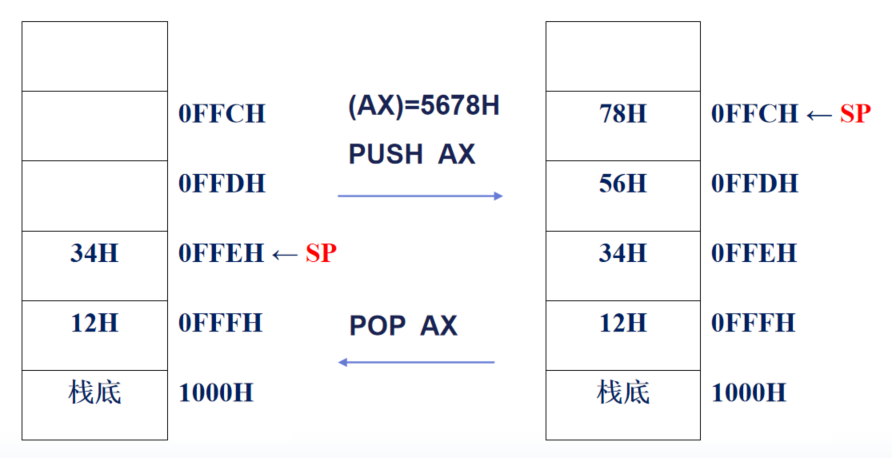 0FFCH
0FFDH
34H 0FFEH ← SP
12H 0FFFH
栈底 1000H
(AX)=5678H
PUSH AX
POP AX
78H 0FFCH ← SP
56H 0FFDH
34H 0FFEH
12H 0FFFH
栈底 1000H